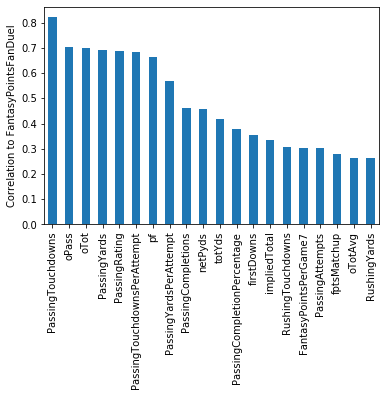 Correlation to FantasyPointsFanDuel
0.8
0.7
0.6
0.5
0.4
0.3
0.2
0.1
0.0
PassingTouchdowns
oPass
oTot
PassingYards
PassingRating
PassingTouchdownsPerAttempt
pf
PassingYardsPerAttempt
PassingCompletions
netPyds
totYds
PassingCompletionPercentage
firstDowns
impliedTotal
RushingTouchdowns
FantasyPointsPerGame7
PassingAttempts
fptsMatchup
oTotAvg
RushingYards